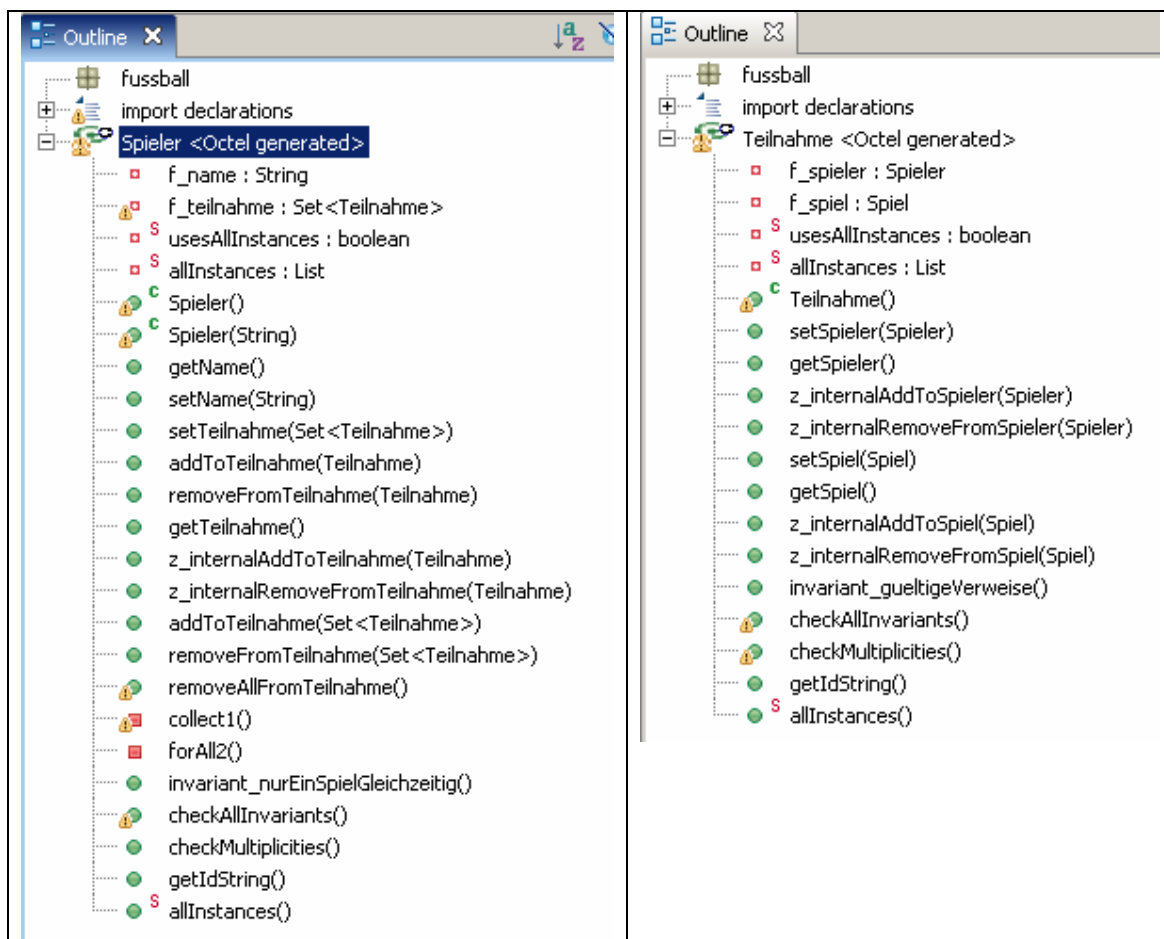 Outline
fussball
import declarations
Spieler <Octel generated>
f_name : String
f_teilnahme : Set<Teilnahme>
S usesAllInstances : boolean
S allInstances : List
C Spieler()
C Spieler(String)
getName()
setName(String)
setTeilnahme(Set<Teilnahme>)
addToTeilnahme(Teilnahme)
removeFromTeilnahme(Teilnahme)
getTeilnahme()
z_internalAddToTeilnahme(Teilnahme)
z_internalRemoveFromTeilnahme(Teilnahme)
addToTeilnahme(Set<Teilnahme>)
removeFromTeilnahme(Set<Teilnahme>)
removeAllFromTeilnahme()
collect1()
forAll2()
invariant_nurEinSpielGleichzeitig()
checkAllInvariants()
checkMultiplicities()
getIdString()
S allInstances()
Outline
fussball
import declarations
Teilnahme <Octel generated>
f_spieler : Spieler
f_spiel : Spiel
S usesAllInstances : boolean
S allInstances : List
C Teilnahme()
setSpieler(Spieler)
getSpieler()
z_internalAddToSpieler(Spieler)
z_internalRemoveFromSpieler(Spieler)
setSpiel(Spiel)
getSpiel()
z_internalAddToSpiel(Spiel)
z_internalRemoveFromSpiel(Spiel)
invariant_gueltigeVerweise()
checkAllInvariants()
checkMultiplicities()
getIdString()
S allInstances()